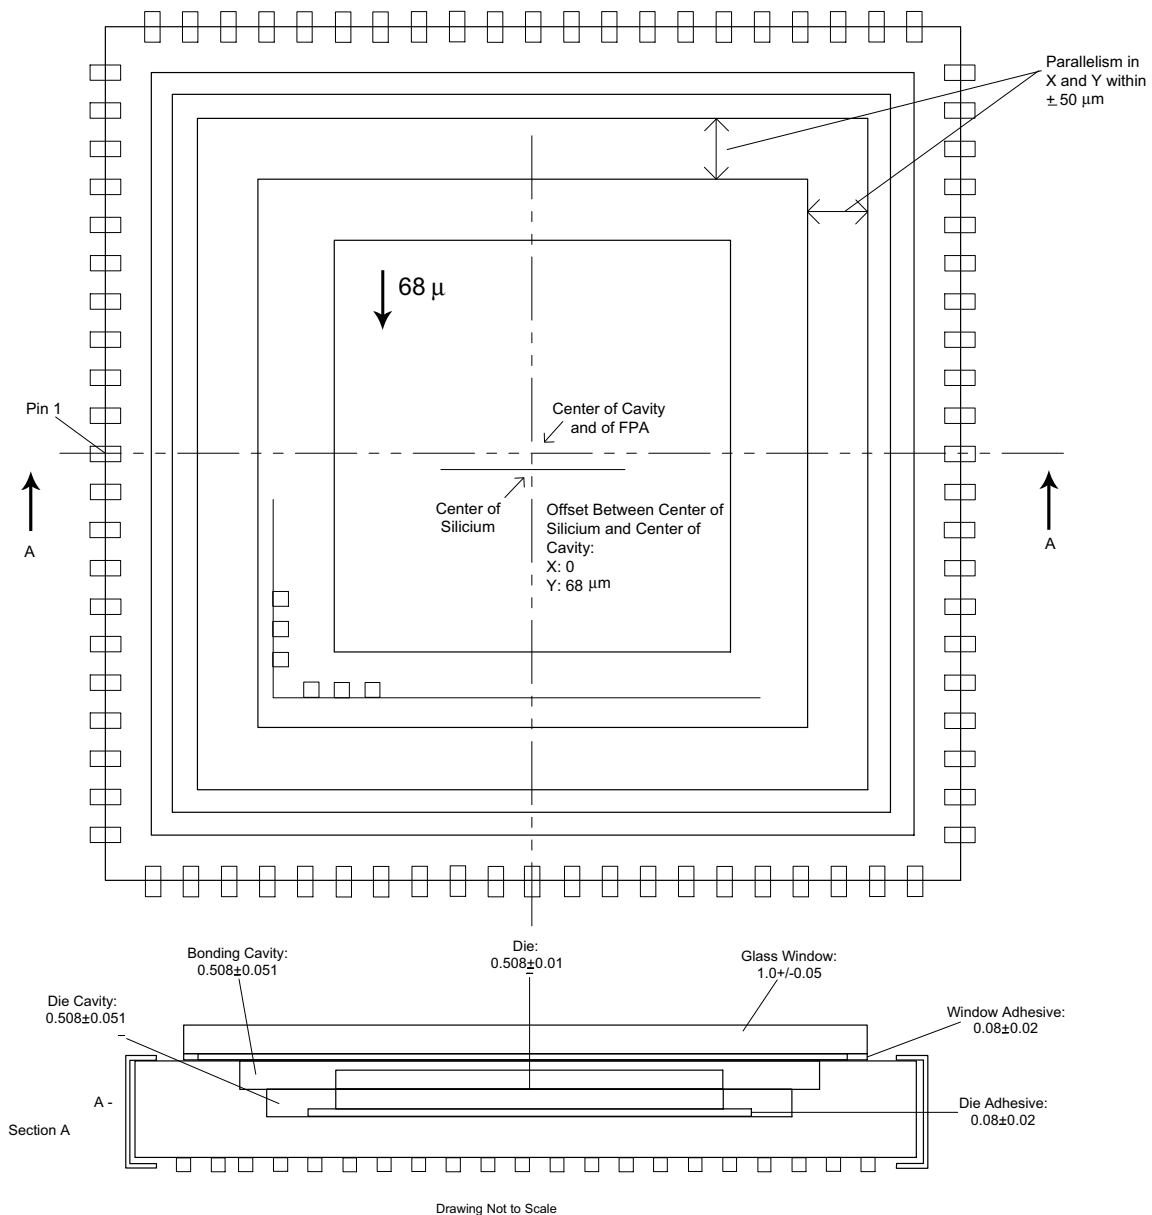 Parallelism in
X and Y within
± 50 μm
68 μ
Pin 1
Center of Cavity
and of FPA
Center of
Silicium
Offset Between Center of
Silicium and Center of
Cavity:
X: 0
Y: 68 μm
A
A
Bonding Cavity:
0.508±0.051
Die:
0.508±0.01
Glass Window:
1.0+/-0.05
Die Cavity:
0.508±0.051
Window Adhesive:
0.08±0.02
A -
Section A
Die Adhesive:
0.08±0.02
Drawing Not to Scale